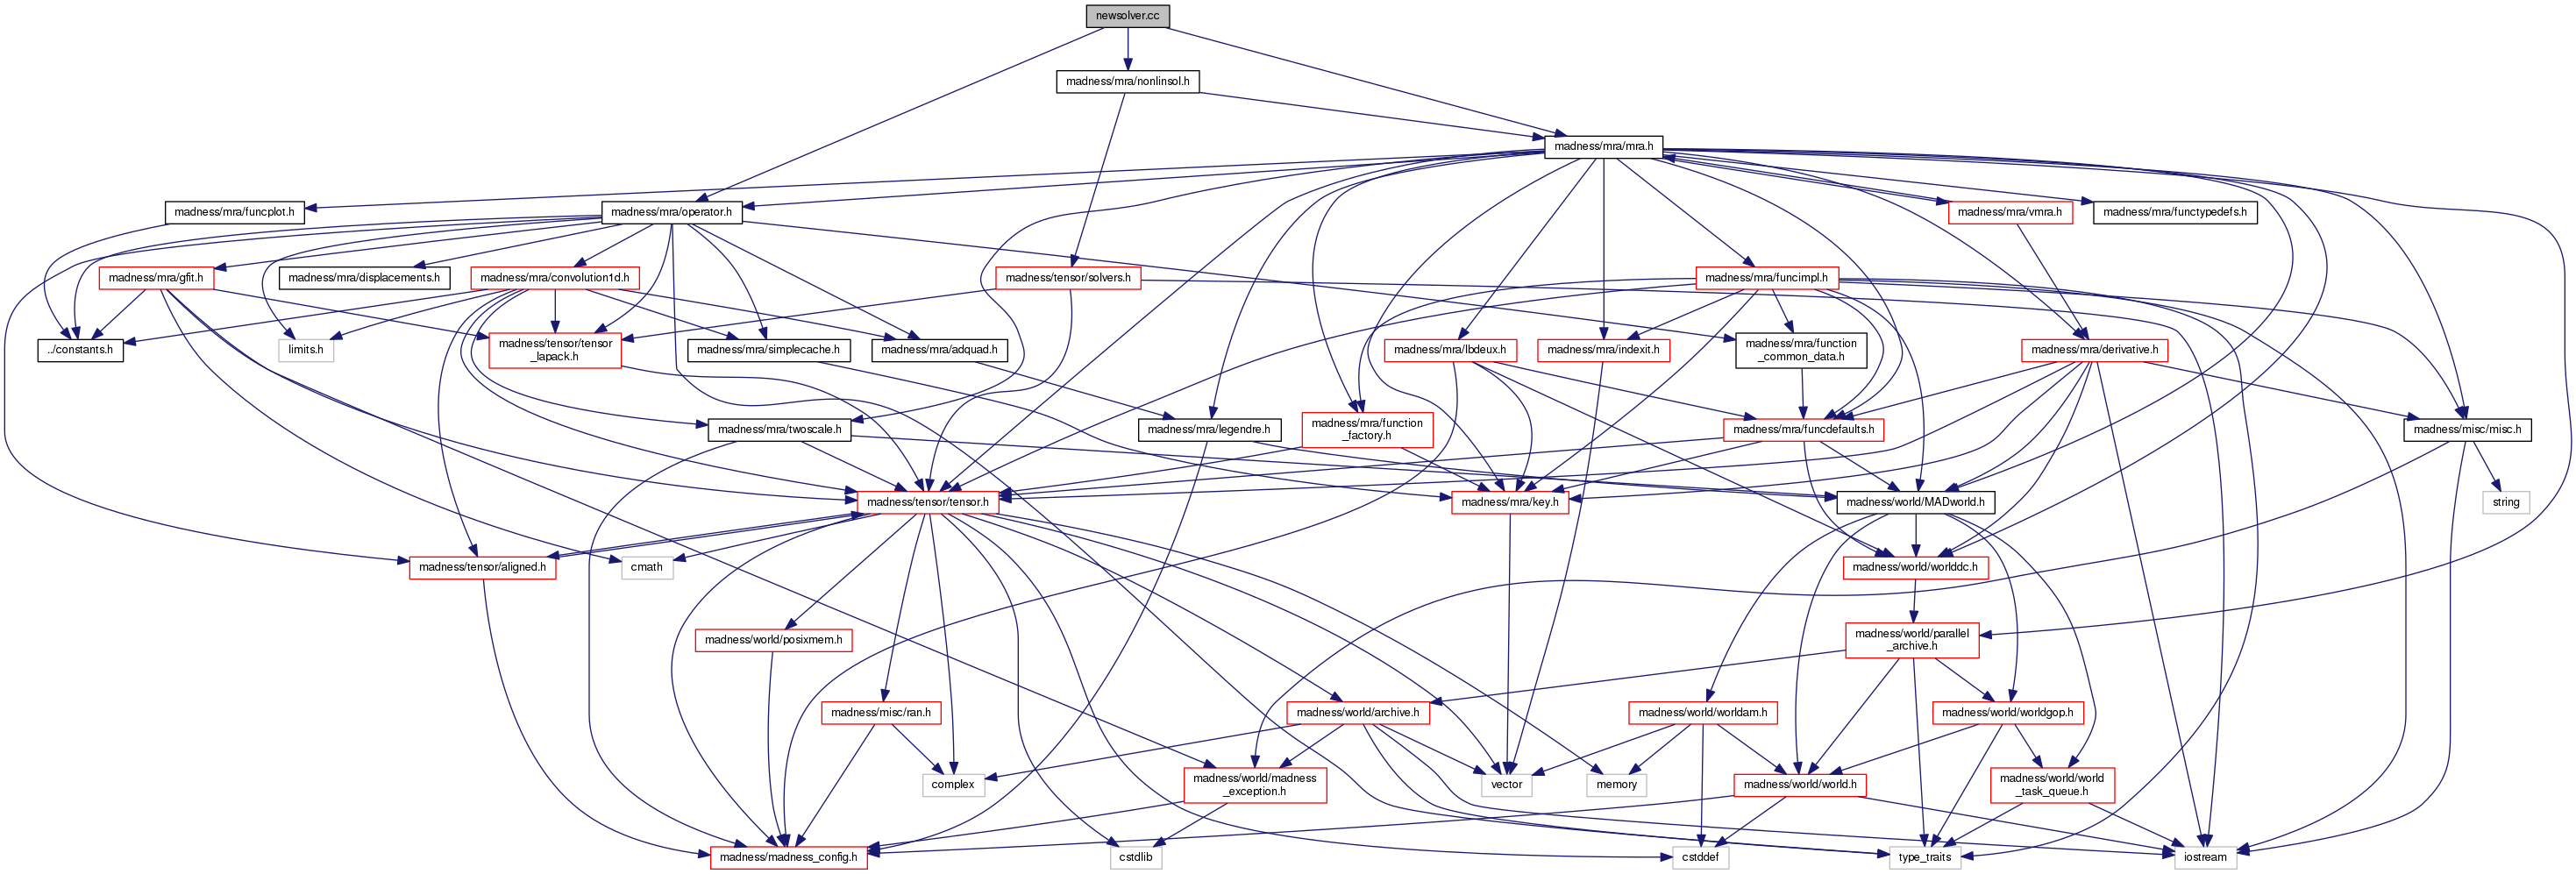 newsolver.cc
madness/mra/nonlinsol.h
madness/mra/mra.h
madness/mra/funcplot.h
madness/mra/operator.h
madness/mra/vmra.h
madness/mra/functypedefs.h
madness/mra/gfit.h
madness/mra/displacements.h
madness/mra/convolution1d.h
madness/tensor/solvers.h
madness/mra/funcimpl.h
../constants.h
limits.h
madness/tensor/tensor
_lapack.h
madness/mra/simplecache.h
madness/mra/adquad.h
madness/mra/lbdeux.h
madness/mra/indexit.h
madness/mra/function
_common_data.h
madness/mra/derivative.h
madness/mra/twoscale.h
madness/mra/legendre.h
madness/mra/function
_factory.h
madness/mra/funcdefaults.h
madness/misc/misc.h
madness/tensor/tensor.h
madness/mra/key.h
madness/world/MADworld.h
string
madness/tensor/aligned.h
cmath
madness/world/worlddc.h
madness/world/posixmem.h
madness/world/parallel
_archive.h
madness/misc/ran.h
madness/world/archive.h
madness/world/worldam.h
madness/world/worldgop.h
complex
madness/world/madness
_exception.h
vector
memory
madness/world/world.h
madness/world/world
_task_queue.h
madness/madness_config.h
cstdlib
cstddef
type_traits
iostream